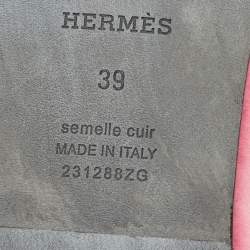 HERMÈS
39
semelle cuir
MADE IN ITALY
231288ZG